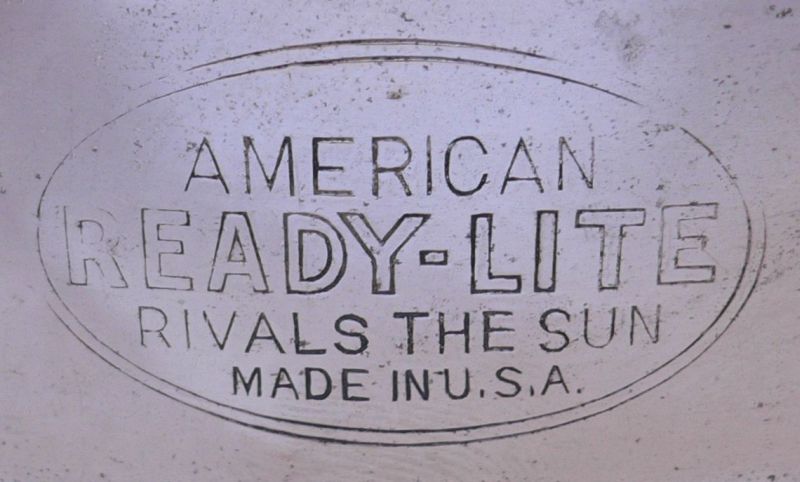 AMERICAN
READY-LITE
RIVALS THE SUN
MADE IN U.S.A.